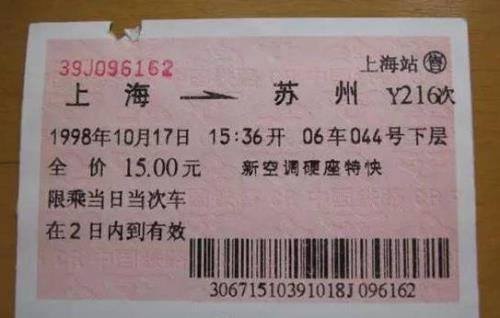 39J096162 上海站 售
上海 → 苏州 Y216次
1998年10月17日 15:36开 06车044号下层
全价 15.00元 新空调硬座特快
限乘当日当次车
在2日内到有效
30671510391018J 096162